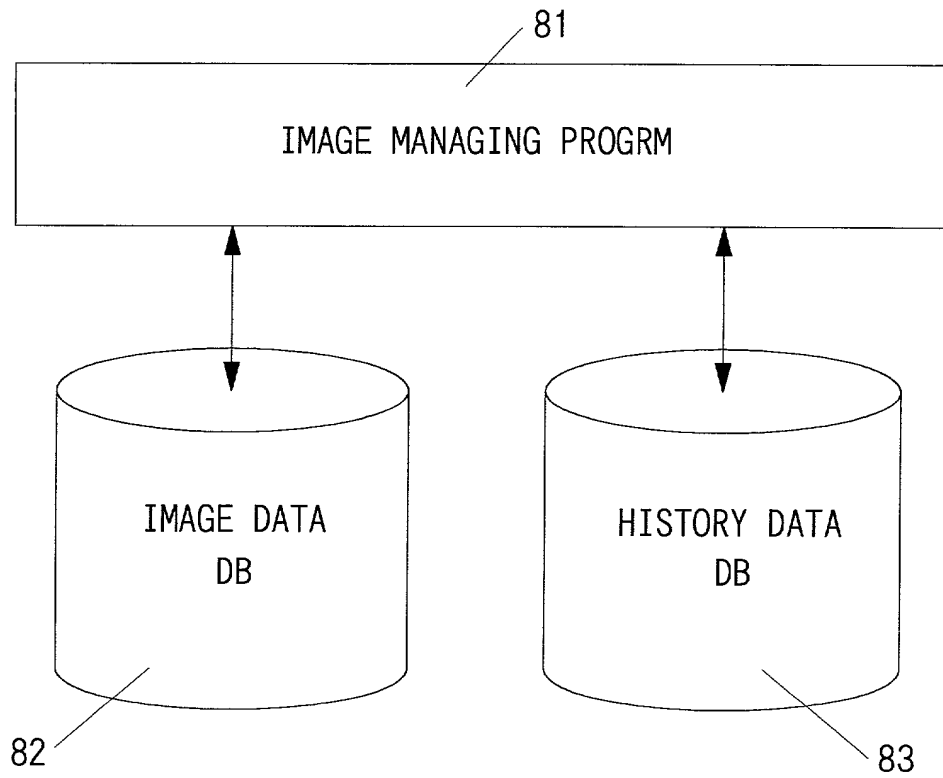 81
IMAGE MANAGING PROGRM
IMAGE DATA
DB
HISTORY DATA
DB
82
83